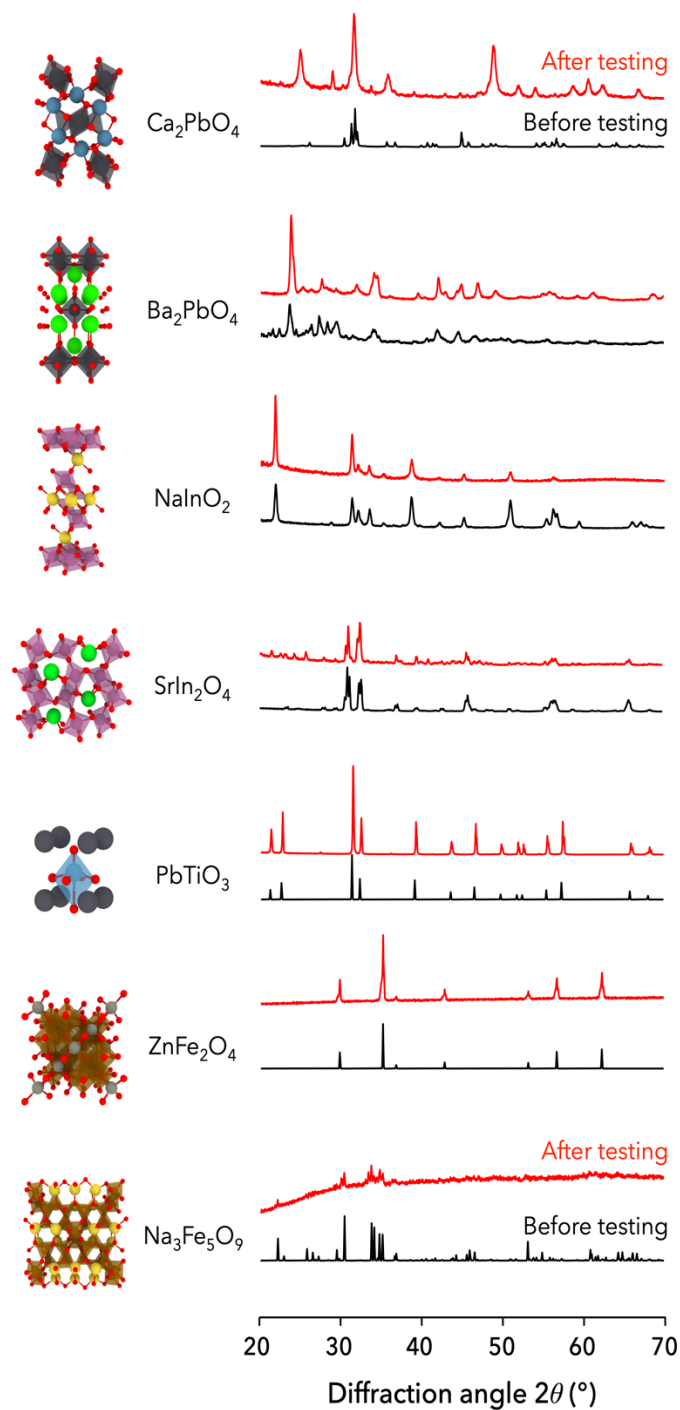 After testing
Ca₂PbO₄
Before testing
Ba₂PbO₄
NaInO₂
SrIn₂O₄
PbTiO₃
ZnFe₂O₄
After testing
Na₃Fe₅O₉
Before testing
20 30 40 50 60 70
Diffraction angle 2θ (°)